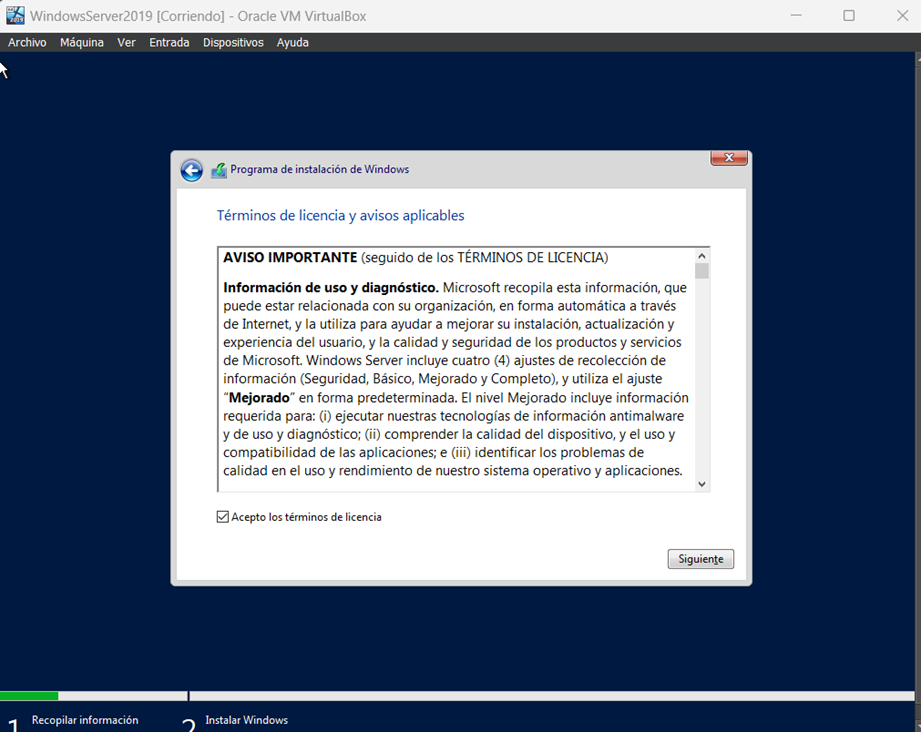 WindowsServer2019 [Corriendo] - Oracle VM VirtualBox
Archivo Máquina Ver Entrada Dispositivos Ayuda
Programa de instalación de Windows
Términos de licencia y avisos aplicables
AVISO IMPORTANTE (seguido de los TÉRMINOS DE LICENCIA)
Información de uso y diagnóstico. Microsoft recopila esta información, que
puede estar relacionada con su organización, en forma automática a través
de Internet, y la utiliza para ayudar a mejorar su instalación, actualización y
experiencia del usuario, y la calidad y seguridad de los productos y servicios
de Microsoft. Windows Server incluye cuatro (4) ajustes de recolección de
información (Seguridad, Básico, Mejorado y Completo), y utiliza el ajuste
“Mejorado” en forma predeterminada. El nivel Mejorado incluye información
requerida para: (i) ejecutar nuestras tecnologías de información antimalware
y de uso y diagnóstico; (ii) comprender la calidad del dispositivo, y el uso y
compatibilidad de las aplicaciones; e (iii) identificar los problemas de
calidad en el uso y rendimiento de nuestro sistema operativo y aplicaciones.
Acepto los términos de licencia
Siguiente
1 Recopilar información 2 Instalar Windows